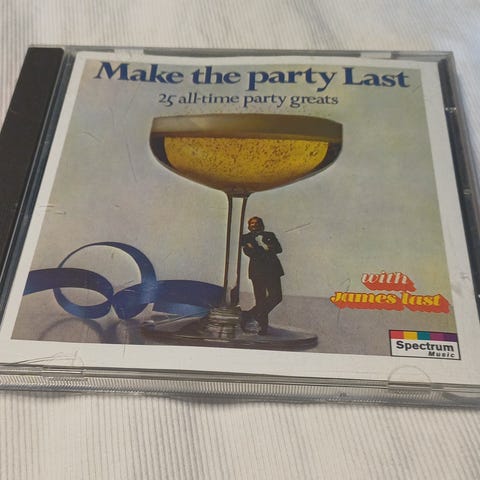 Make the party Last
25 all-time party greats
with
James last
Spectrum
Music